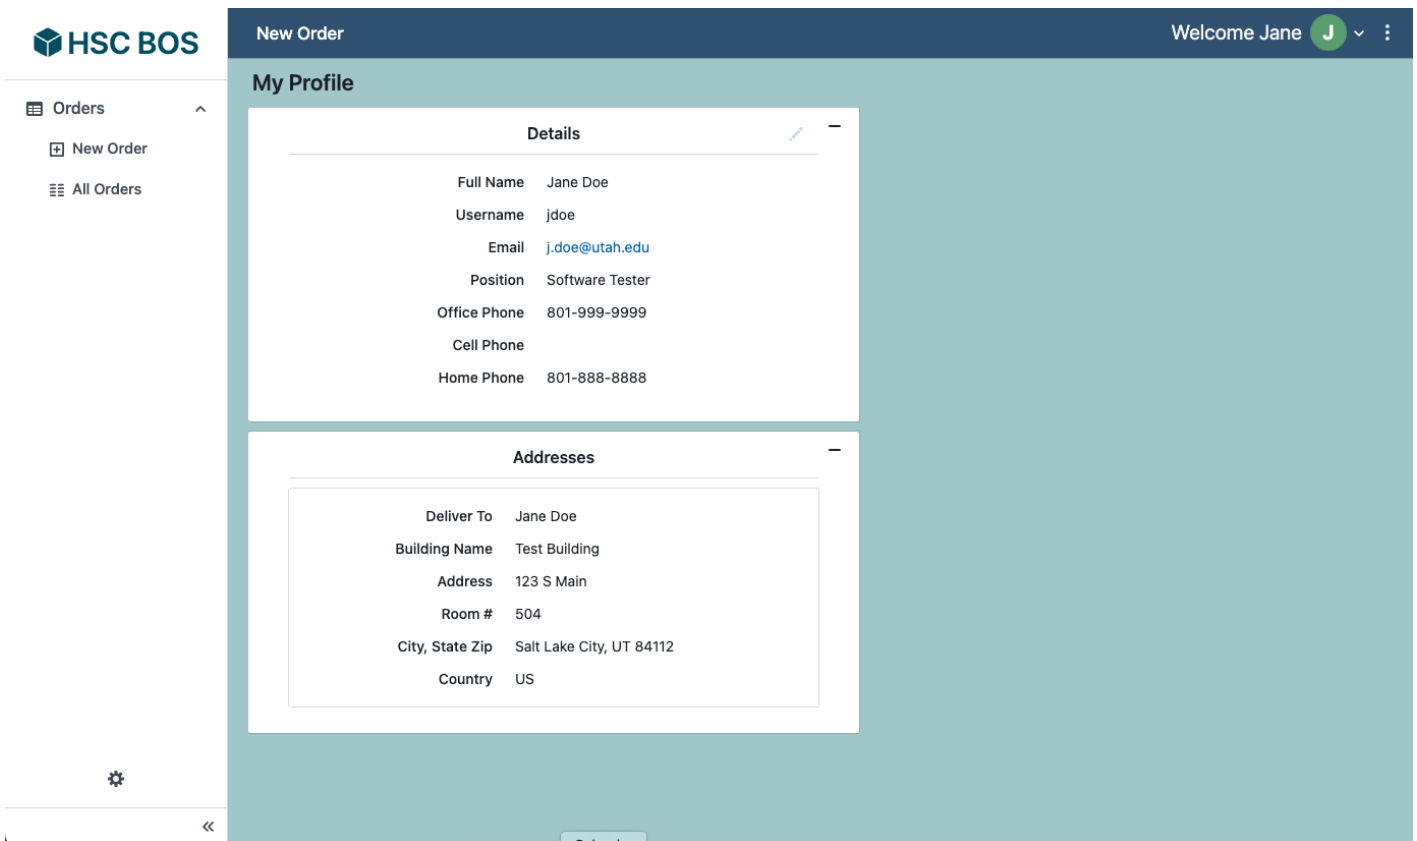 HSC BOS
New Order
Welcome Jane J
Orders
New Order
All Orders
My Profile
Details
Full Name Jane Doe
Username jdoe
Email j.doe@utah.edu
Position Software Tester
Office Phone 801-999-9999
Cell Phone
Home Phone 801-888-8888
Addresses
Deliver To Jane Doe
Building Name Test Building
Address 123 S Main
Room # 504
City, State Zip Salt Lake City, UT 84112
Country US